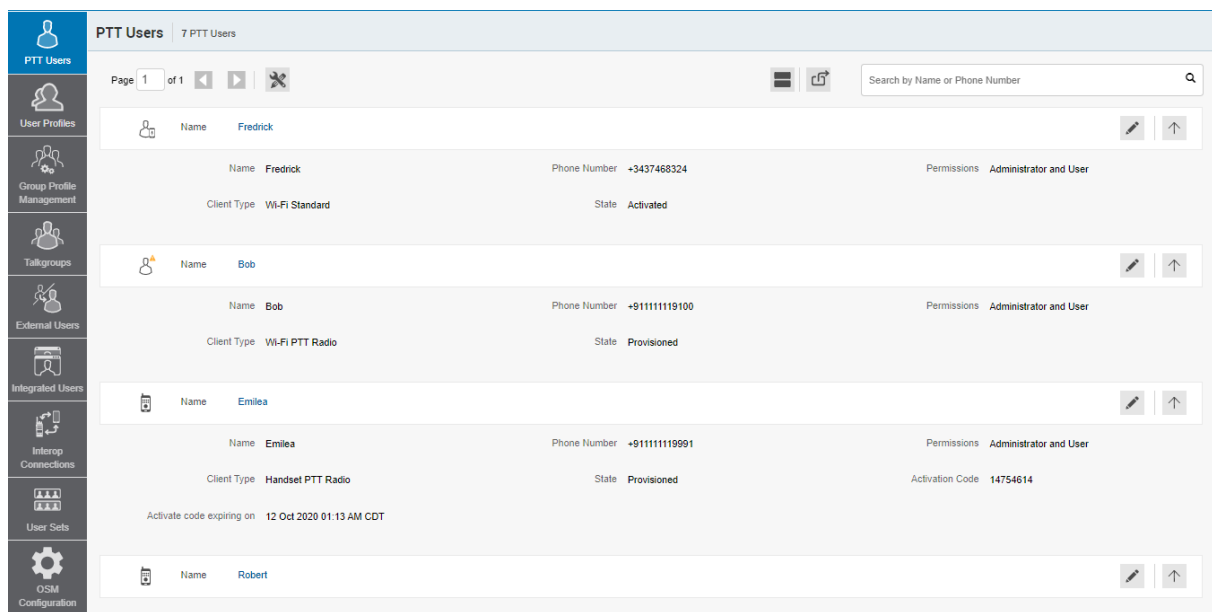 PTT Users
User Profiles
Group Profile
Management
Talkgroups
External Users
Integrated Users
Interop
Connections
User Sets
OSM
Configuration
PTT Users 7 PTT Users
Page 1 of 1 Search by Name or Phone Number
Name Fredrick
Name Fredrick Phone Number +3437468324 Permissions Administrator and User
Client Type Wi-Fi Standard State Activated
Name Bob
Name Bob Phone Number +911111119100 Permissions Administrator and User
Client Type Wi-Fi PTT Radio State Provisioned
Name Emilea
Name Emilea Phone Number +911111119991 Permissions Administrator and User
Client Type Handset PTT Radio State Provisioned Activation Code 14754614
Activate code expiring on 12 Oct 2020 01:13 AM CDT
Name Robert